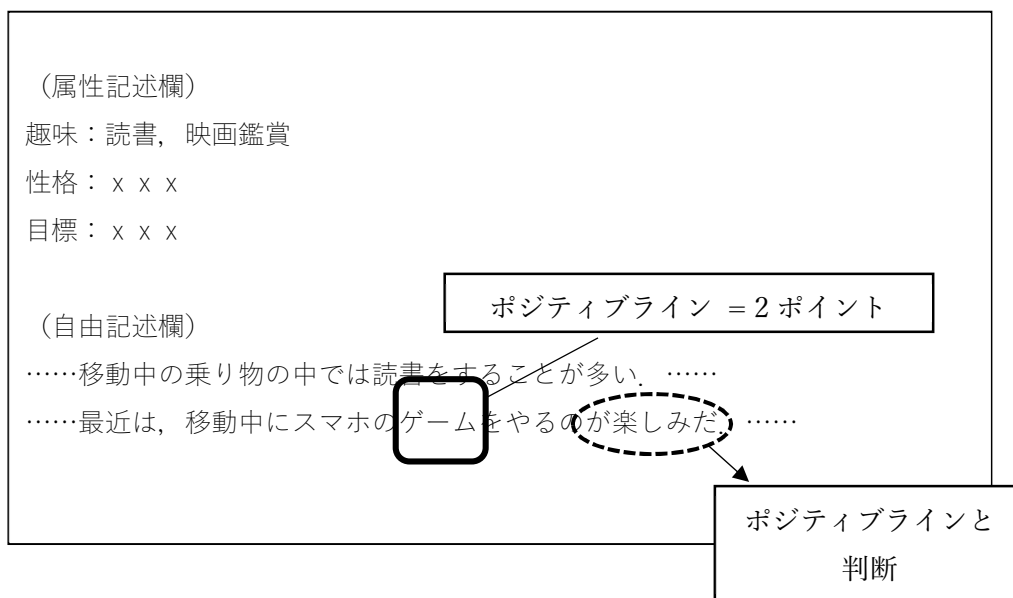 （属性記述欄）
趣味：読書，映画鑑賞
性格：ｘｘｘ
目標：ｘｘｘ
ポジティブライン ＝2 ポイント
（自由記述欄）
……移動中の乗り物の中では読書をすることが多い．……
……最近は，移動中にスマホのゲームをやるのが楽しみだ．……
ポジティブラインと
判断